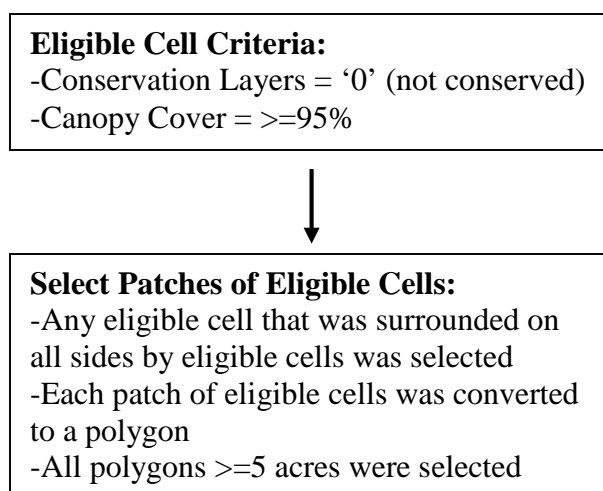 Eligible Cell Criteria:
-Conservation Layers = ‘0’ (not conserved)
-Canopy Cover = >=95%
Select Patches of Eligible Cells:
-Any eligible cell that was surrounded on
all sides by eligible cells was selected
-Each patch of eligible cells was converted
to a polygon
-All polygons >=5 acres were selected